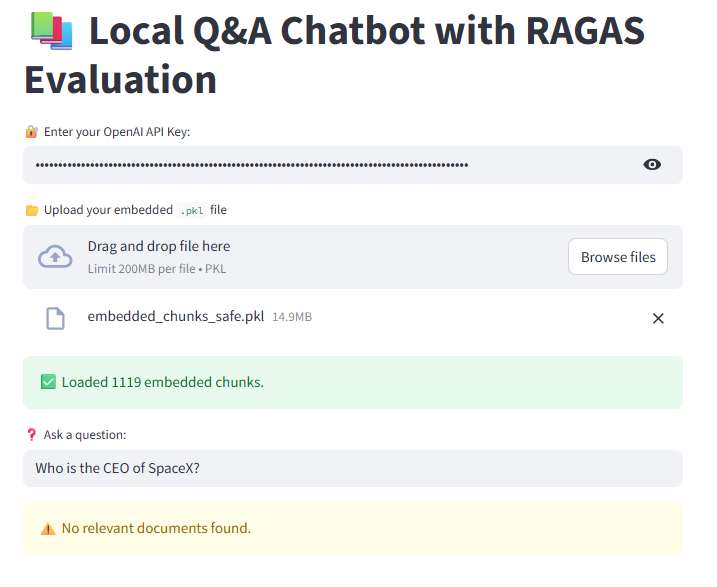 📚 Local Q&A Chatbot with RAGAS
Evaluation
🔐 Enter your OpenAI API Key:
📂 Upload your embedded .pkl file
Drag and drop file here
Limit 200MB per file • PKL
Browse files
embedded_chunks_safe.pkl 14.9MB
✅ Loaded 1119 embedded chunks.
❓ Ask a question:
Who is the CEO of SpaceX?
⚠️ No relevant documents found.